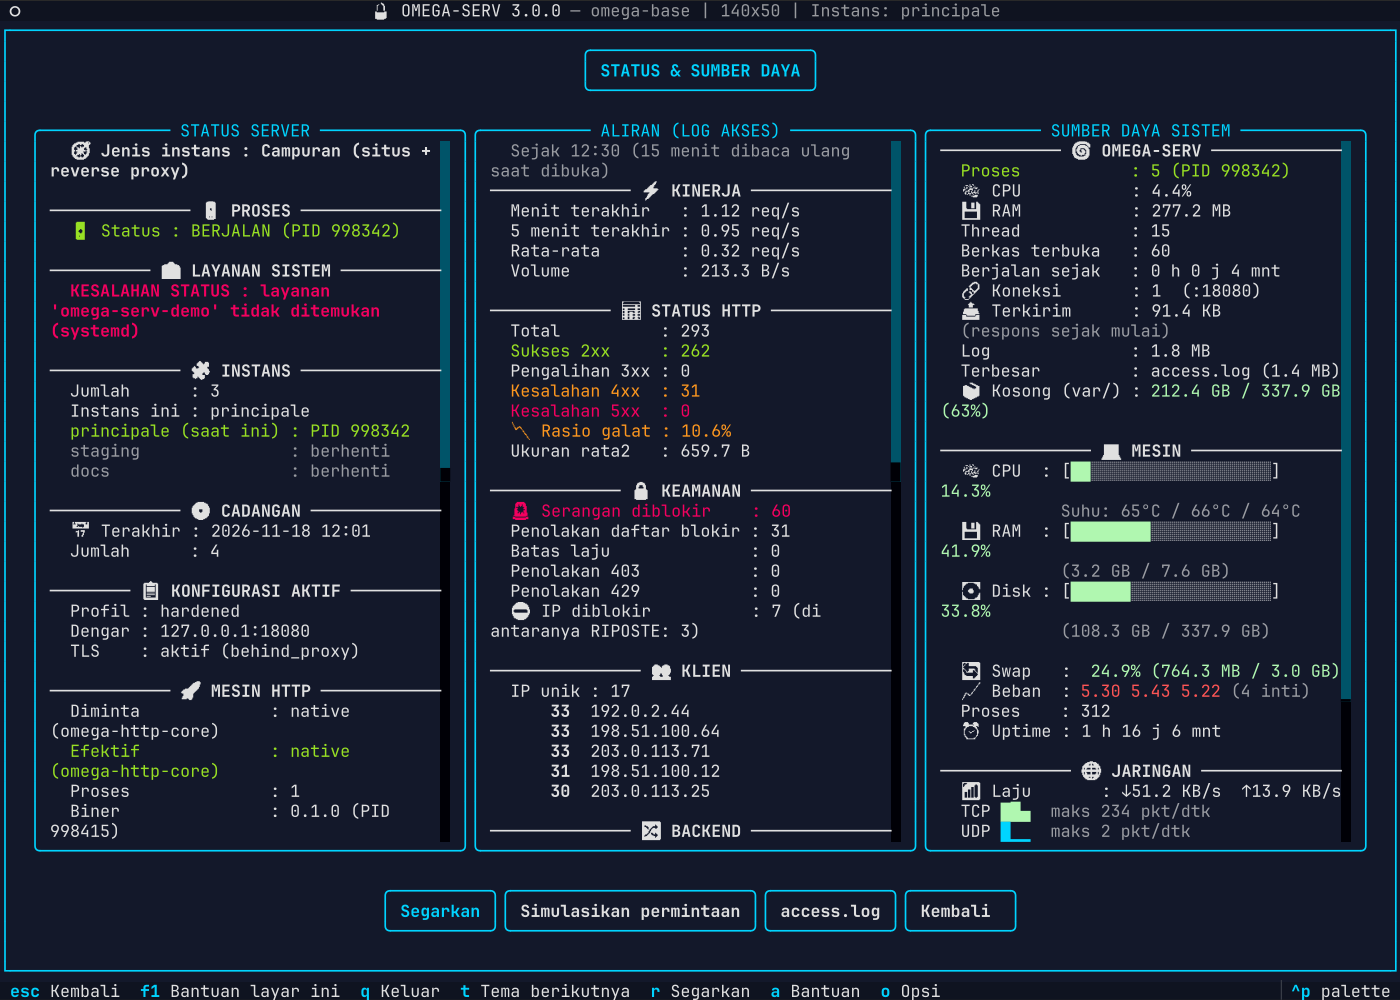 OMEGA-SERV 3.0.0 — omega-base | 140x50 | Instans: principale
STATUS & SUMBER DAYA
STATUS SERVER
Jenis instans : Campuran (situs +
reverse proxy)
PROSES
Status : BERJALAN (PID 998342)
LAYANAN SISTEM
KESALAHAN STATUS : layanan
'omega-serv-demo' tidak ditemukan
(systemd)
INSTANS
Jumlah : 3
Instans ini : principale
principale (saat ini) : PID 998342
staging : berhenti
docs : berhenti
CADANGAN
Terakhir : 2026-11-18 12:01
Jumlah : 4
KONFIGURASI AKTIF
Profil : hardened
Dengar : 127.0.0.1:18080
TLS : aktif (behind_proxy)
MESIN HTTP
Diminta : native
(omega-http-core)
Efektif : native
(omega-http-core)
Proses : 1
Biner : 0.1.0 (PID
998415)
ALIRAN (LOG AKSES)
Sejak 12:30 (15 menit dibaca ulang
saat dibuka)
KINERJA
Menit terakhir : 1.12 req/s
5 menit terakhir : 0.95 req/s
Rata-rata : 0.32 req/s
Volume : 213.3 B/s
STATUS HTTP
Total : 293
Sukses 2xx : 262
Pengalihan 3xx : 0
Kesalahan 4xx : 31
Kesalahan 5xx : 0
Rasio galat : 10.6%
Ukuran rata2 : 659.7 B
KEAMANAN
Serangan diblokir : 60
Penolakan daftar blokir : 31
Batas laju : 0
Penolakan 403 : 0
Penolakan 429 : 0
IP diblokir : 7 (di
antaranya RIPOSTE: 3)
KLIEN
IP unik : 17
33 192.0.2.44
33 198.51.100.64
33 203.0.113.71
31 198.51.100.12
30 203.0.113.25
BACKEND
SUMBER DAYA SISTEM
OMEGA-SERV
Proses : 5 (PID 998342)
CPU : 4.4%
RAM : 277.2 MB
Thread : 15
Berkas terbuka : 60
Berjalan sejak : 0 h 0 j 4 mnt
Koneksi : 1 (:18080)
Terkirim : 91.4 KB
(respons sejak mulai)
Log : 1.8 MB
Terbesar : access.log (1.4 MB)
Kosong (var/) : 212.4 GB / 337.9 GB
(63%)
MESIN
CPU : [ ]
14.3%
Suhu: 65°C / 66°C / 64°C
RAM : [ ]
41.9%
(3.2 GB / 7.6 GB)
Disk : [ ]
33.8%
(108.3 GB / 337.9 GB)
Swap : 24.9% (764.3 MB / 3.0 GB)
Beban : 5.30 5.43 5.22 (4 inti)
Proses : 312
Uptime : 1 h 16 j 6 mnt
JARINGAN
Laju : ↓51.2 KB/s ↑13.9 KB/s
TCP maks 234 pkt/dtk
UDP maks 2 pkt/dtk
Segarkan
Simulasikan permintaan
access.log
Kembali
esc Kembali f1 Bantuan layar ini q Keluar t Tema berikutnya r Segarkan a Bantuan o Opsi ^p palette